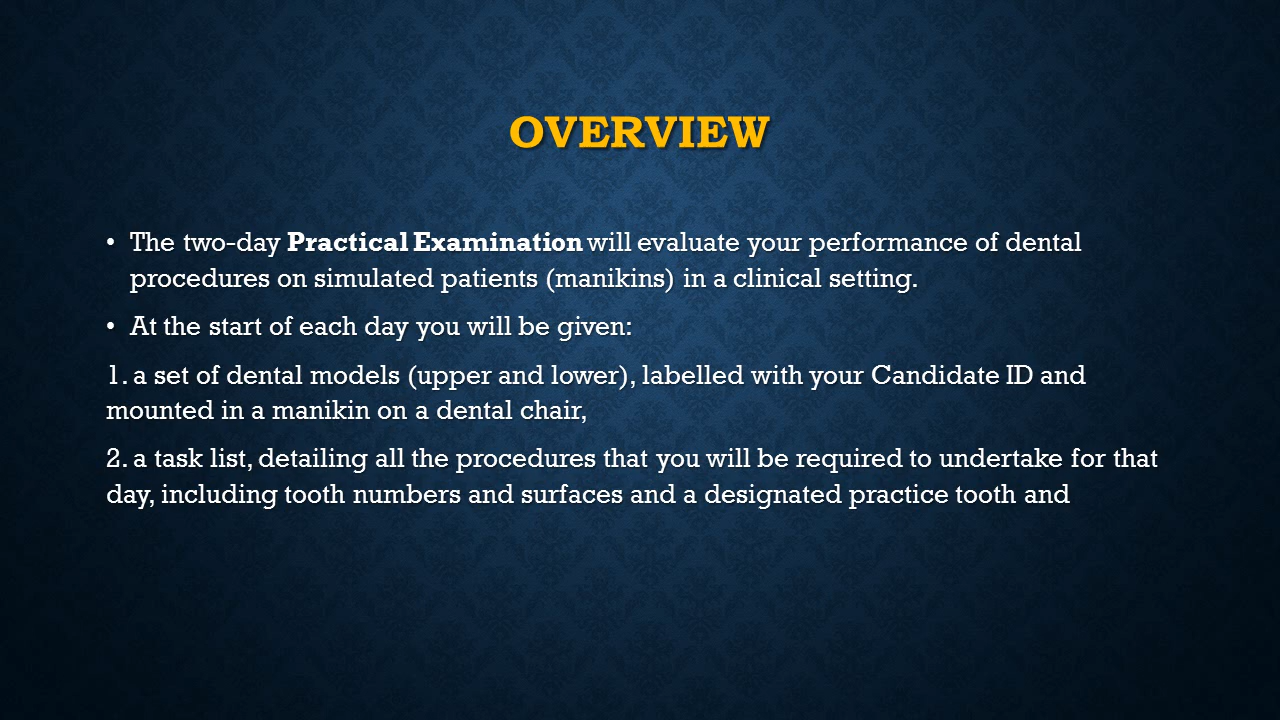 OVERVIEW
• The two-day Practical Examination will evaluate your performance of dental
procedures on simulated patients (manikins) in a clinical setting.
• At the start of each day you will be given:
1. a set of dental models (upper and lower), labelled with your Candidate ID and
mounted in a manikin on a dental chair,
2. a task list, detailing all the procedures that you will be required to undertake for that
day, including tooth numbers and surfaces and a designated practice tooth and